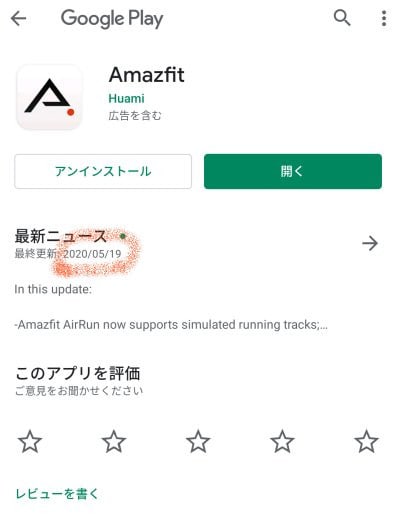 Google Play
Amazfit
Huami
広告を含む
アンインストール
開く
最新ニュース
最終更新: 2020/05/19
In this update:
-Amazfit AirRun now supports simulated running tracks;...
このアプリを評価
ご意見をお聞かせください
レビューを書く